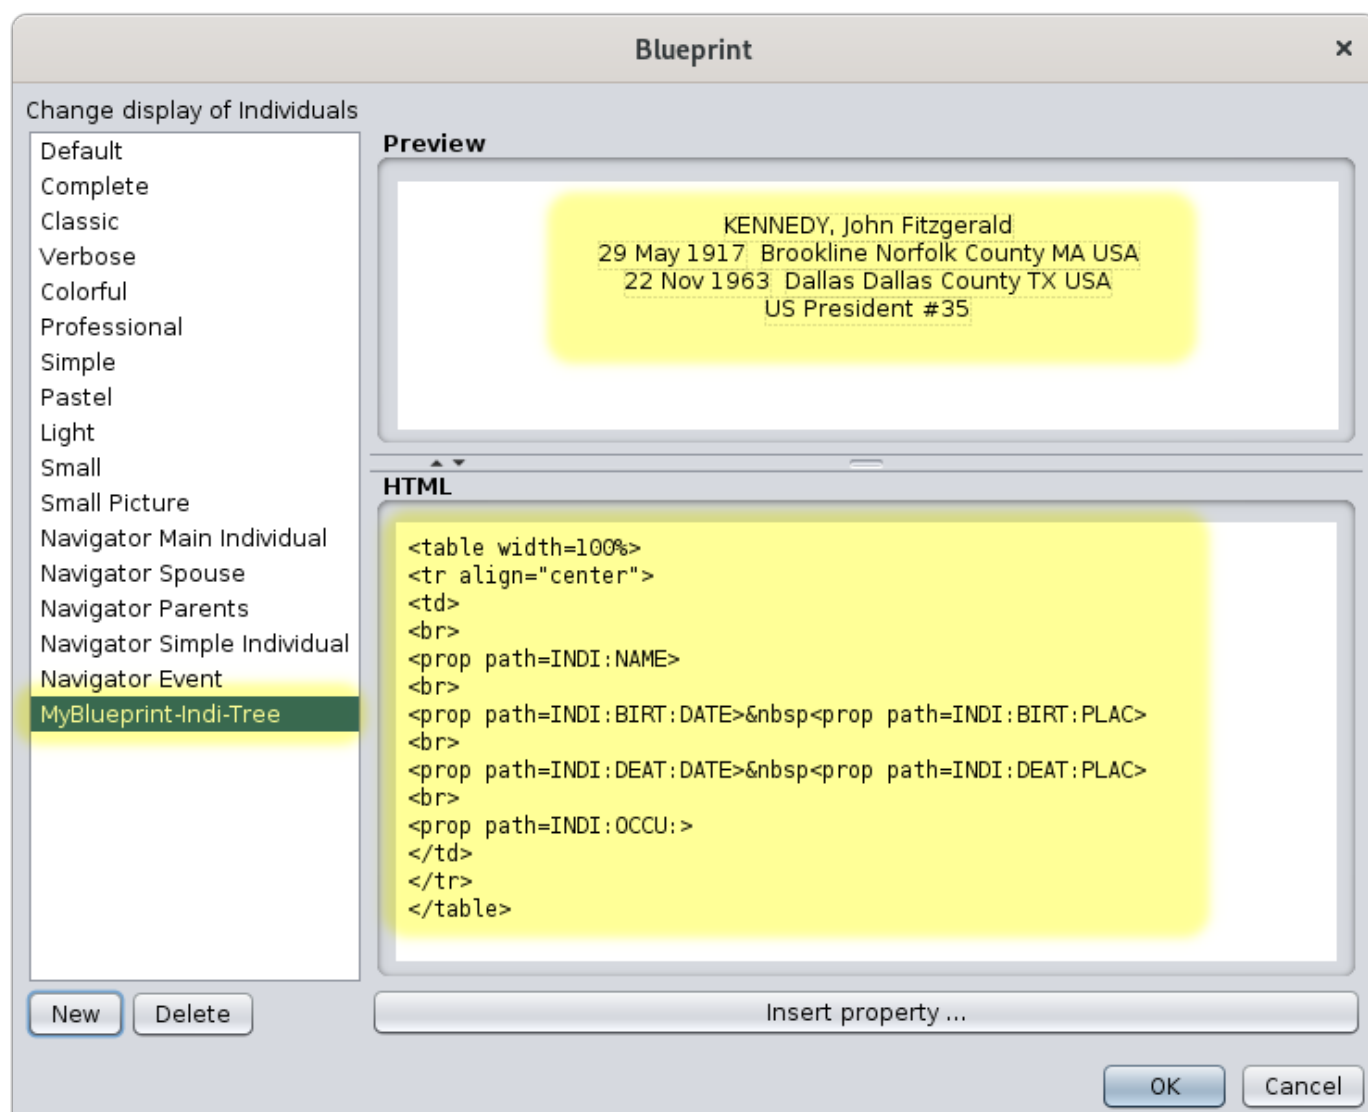 Blueprint
Change display of Individuals
Default
Complete
Classic
Verbose
Colorful
Professional
Simple
Pastel
Light
Small
Small Picture
Navigator Main Individual
Navigator Spouse
Navigator Parents
Navigator Simple Individual
Navigator Event
MyBlueprint-Indi-Tree
New
Delete
Preview
KENNEDY, John Fitzgerald
29 May 1917 Brookline Norfolk County MA USA
22 Nov 1963 Dallas Dallas County TX USA
US President #35
HTML
<table width=100%>
<tr align="center">
<td>
<br>
<prop path=INDI:NAME>
<br>
<prop path=INDI:BIRT:DATE>&nbsp<prop path=INDI:BIRT:PLAC>
<br>
<prop path=INDI:DEAT:DATE>&nbsp<prop path=INDI:DEAT:PLAC>
<br>
<prop path=INDI:OCCU:>
</td>
</tr>
</table>
Insert property ...
OK
Cancel